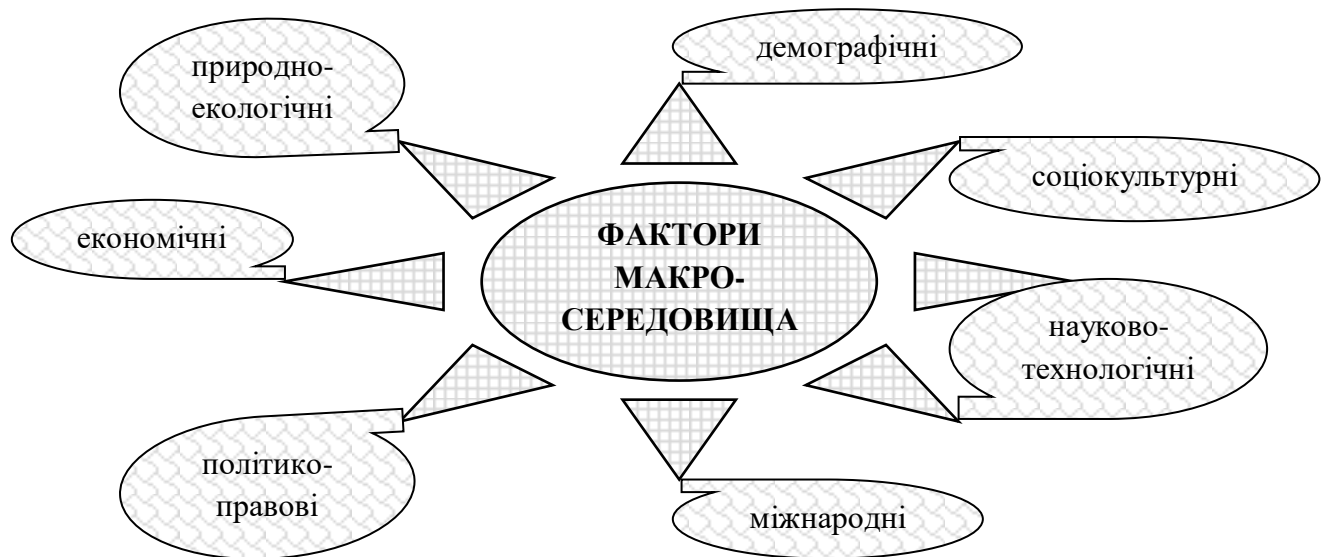 демографічні
природно-
екологічні
соціокультурні
економічні
ФАКТОРИ
МАКРО-
СЕРЕДОВИЩА
науково-
технологічні
політико-
правові
міжнародні